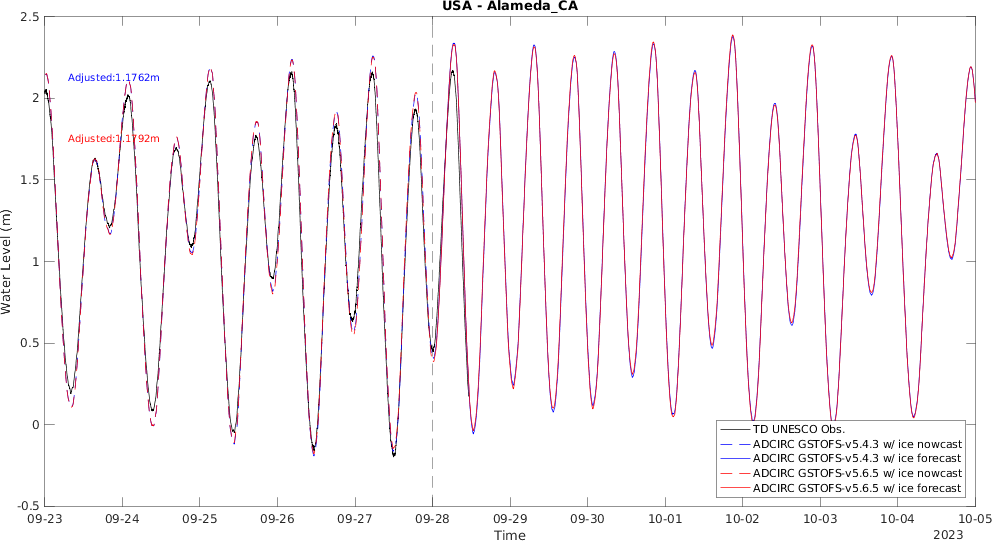 USA - Alameda_CA
2.5
2
1.5
1
0.5
0
-0.5
Water Level (m)
Adjusted:1.1762m
Adjusted:1.1792m
TD UNESCO Obs.
ADCIRC GSTOFS-v5.4.3 w/ ice nowcast
ADCIRC GSTOFS-v5.4.3 w/ ice forecast
ADCIRC GSTOFS-v5.6.5 w/ ice nowcast
ADCIRC GSTOFS-v5.6.5 w/ ice forecast
09-23 09-24 09-25 09-26 09-27 09-28 09-29 09-30 10-01 10-02 10-03 10-04 10-05
Time
2023